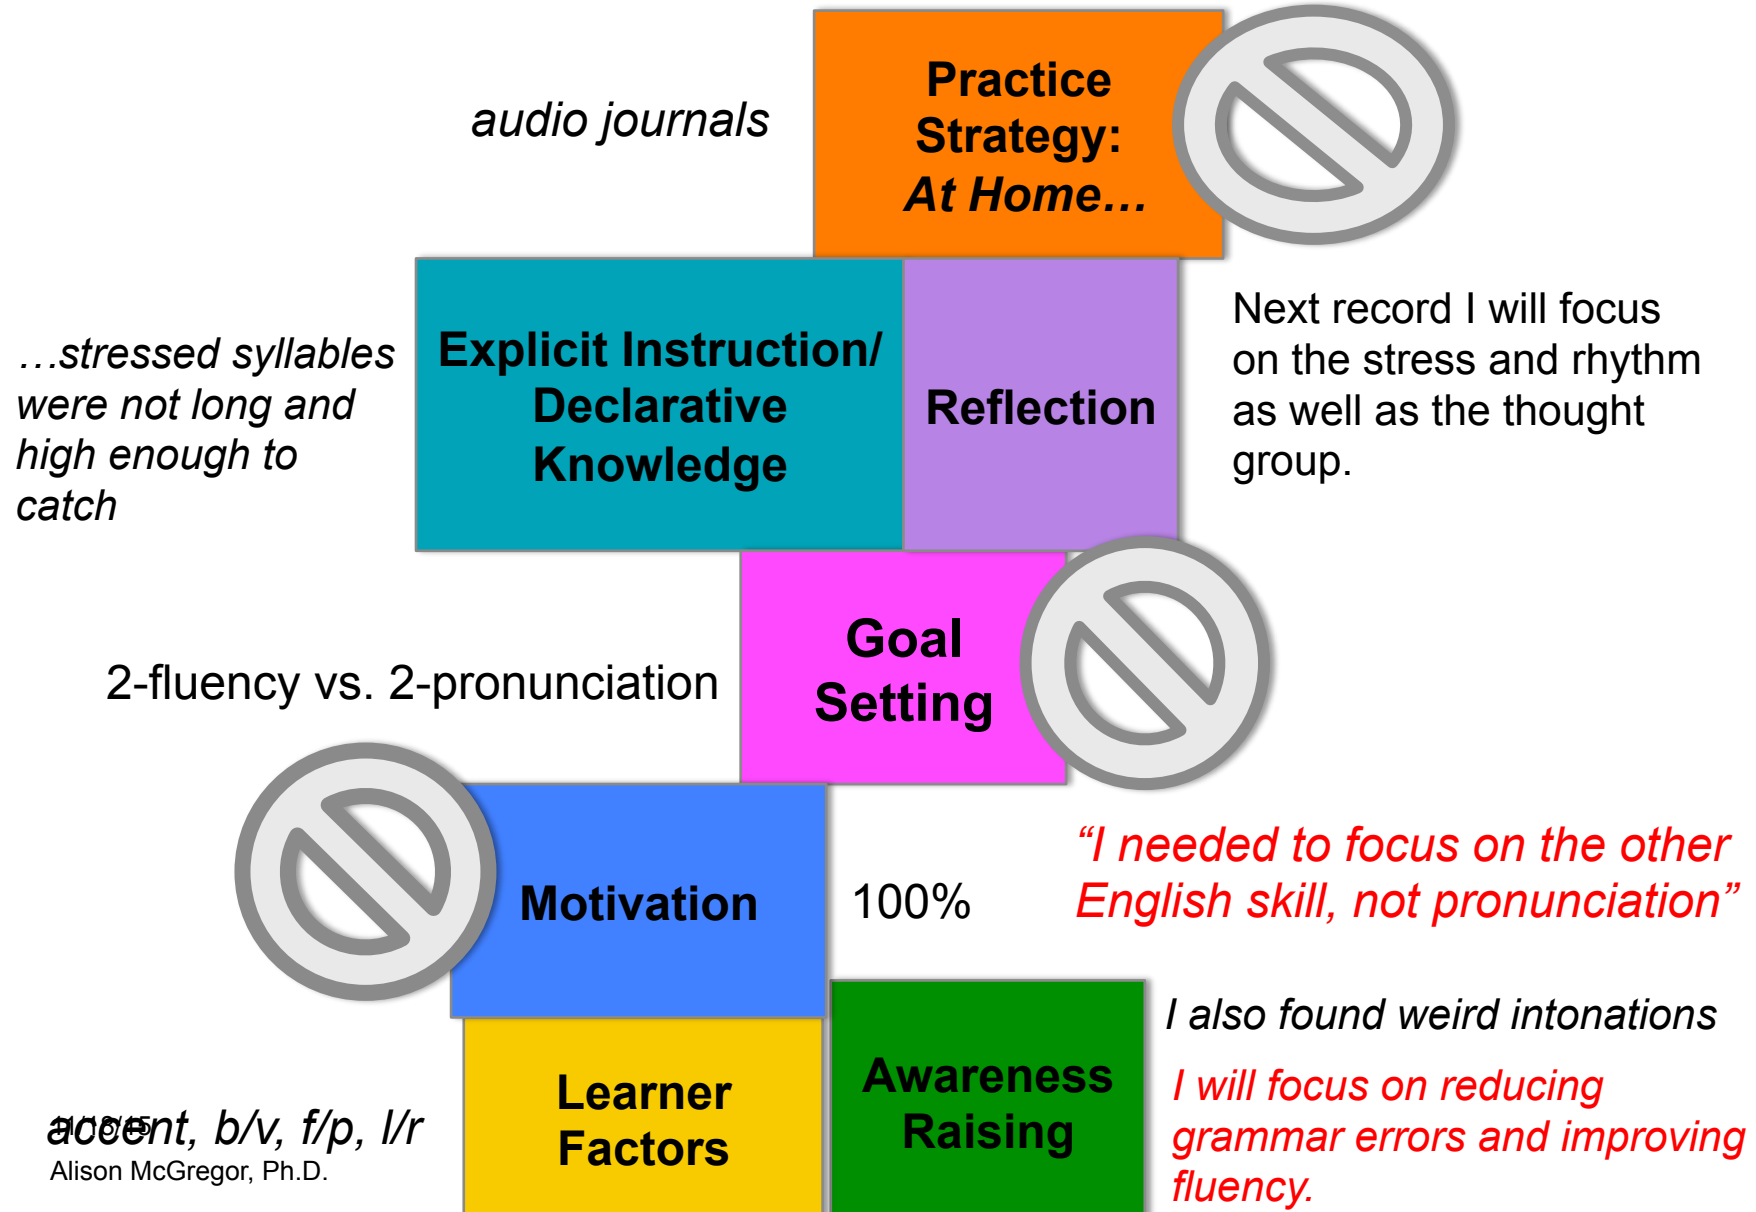 audio journals
Practice
Strategy:
At Home…
…stressed syllables
were not long and
high enough to
catch
Explicit Instruction/
Declarative
Knowledge
Reflection
Next record I will focus
on the stress and rhythm
as well as the thought
group.
2-fluency vs. 2-pronunciation
Goal
Setting
Motivation
100%
“I needed to focus on the other
English skill, not pronunciation”
I also found weird intonations
I will focus on reducing
grammar errors and improving
fluency.
Awareness
Raising
Learner
Factors
accent, b/v, f/p, l/r
11/18/15
Alison McGregor, Ph.D.